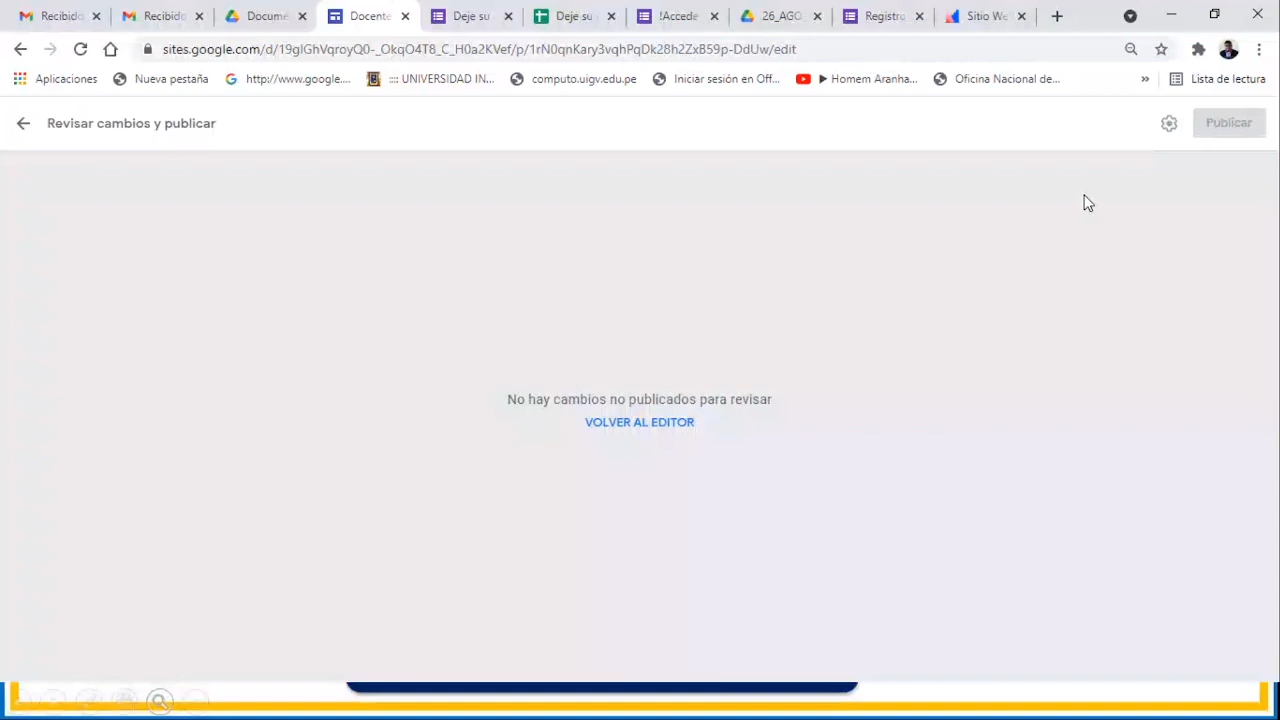 Recibido
Recibido
Docume
Docente
Deje su
Deje su
!Accede
26_AGO
Registro
Sitio We
sites.google.com/d/19glGhVqroyQ0-_OkqO4T8_C_H0a2KVef/p/1rN0qnKary3vqhPqDk28h2ZxB59p-DdUw/edit
Aplicaciones
Nueva pestaña
http://www.google....
:::: UNIVERSIDAD IN...
computo.uigv.edu.pe
Iniciar sesión en Off...
▶ Homem Aranha...
Oficina Nacional de...
»
Lista de lectura
Revisar cambios y publicar
Publicar
No hay cambios no publicados para revisar
VOLVER AL EDITOR